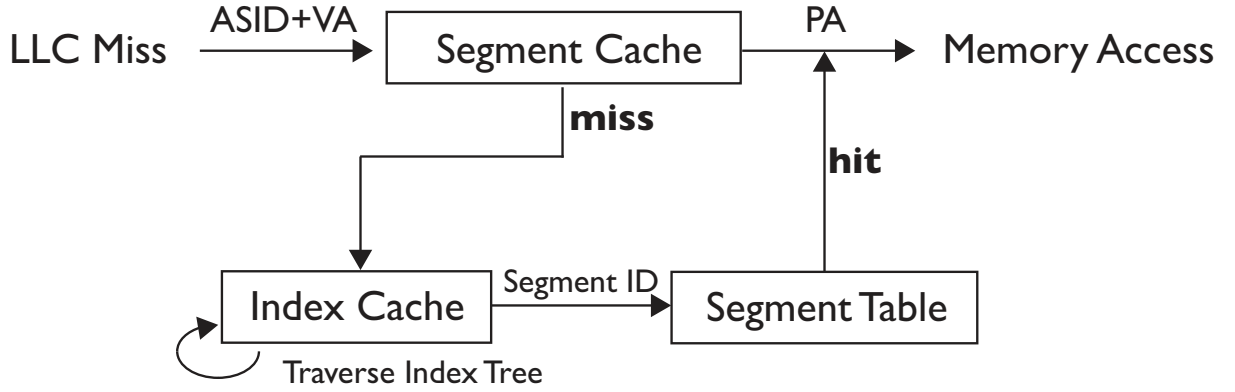 ASID+VA
PA
LLC Miss
Segment Cache
Memory Access
miss
hit
Segment ID
Index Cache
Segment Table
Traverse Index Tree